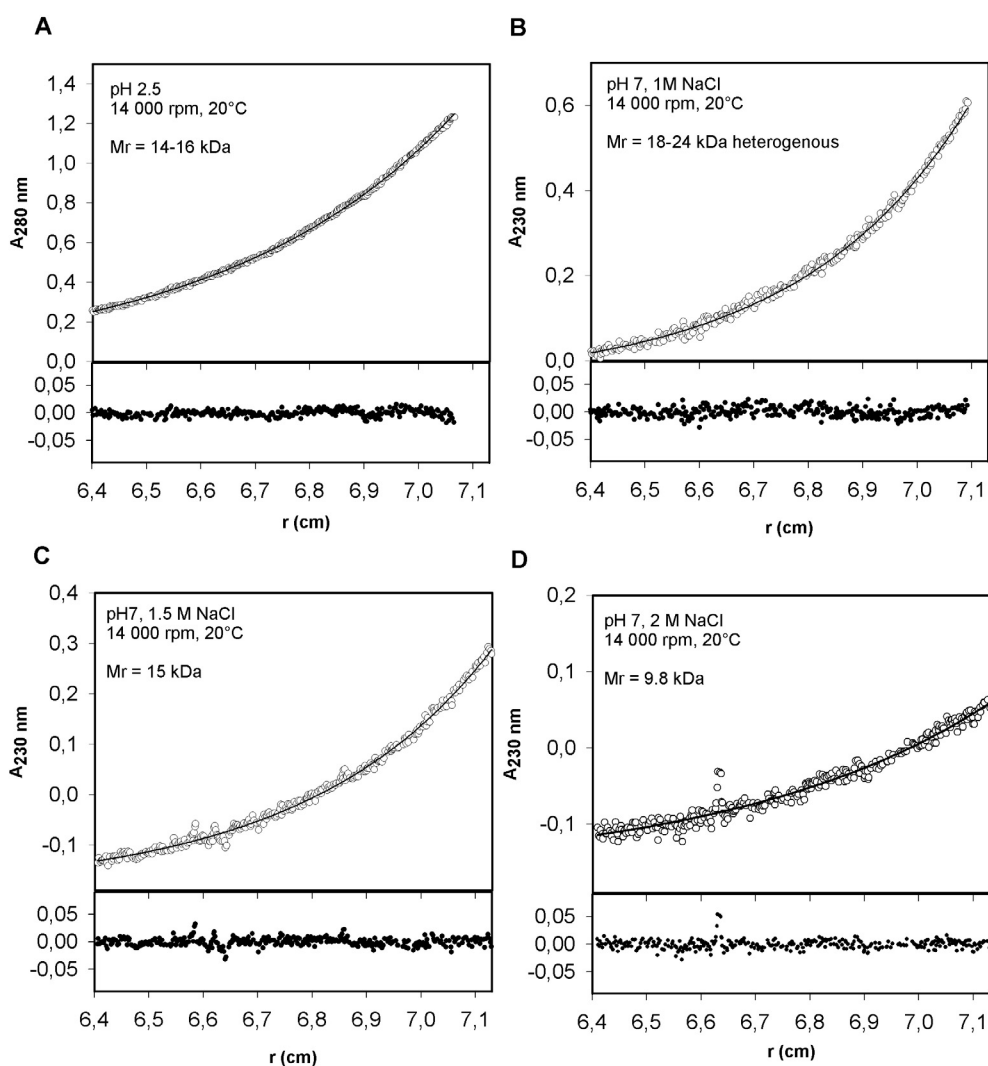 A
pH 2.5
14 000 rpm, 20°C
Mr = 14-16 kDa
A280 nm
1,4
1,2
1,0
0,8
0,6
0,4
0,2
0,0
0,05
0,00
-0,05
6,4 6,5 6,6 6,7 6,8 6,9 7,0 7,1
r (cm)
B
pH 7, 1M NaCl
14 000 rpm, 20°C
Mr = 18-24 kDa heterogenous
A230 nm
0,6
0,4
0,2
0,0
0,05
0,00
-0,05
6,4 6,5 6,6 6,7 6,8 6,9 7,0 7,1
r (cm)
C
pH7, 1.5 M NaCl
14 000 rpm, 20°C
Mr = 15 kDa
A230 nm
0,4
0,3
0,2
0,1
0,0
-0,1
0,05
0,00
-0,05
6,4 6,5 6,6 6,7 6,8 6,9 7,0 7,1
r (cm)
D
pH 7, 2 M NaCl
14 000 rpm, 20°C
Mr = 9.8 kDa
A230 nm
0,2
0,1
0,0
-0,1
0,05
0,00
-0,05
6,4 6,5 6,6 6,7 6,8 6,9 7,0 7,1
r (cm)